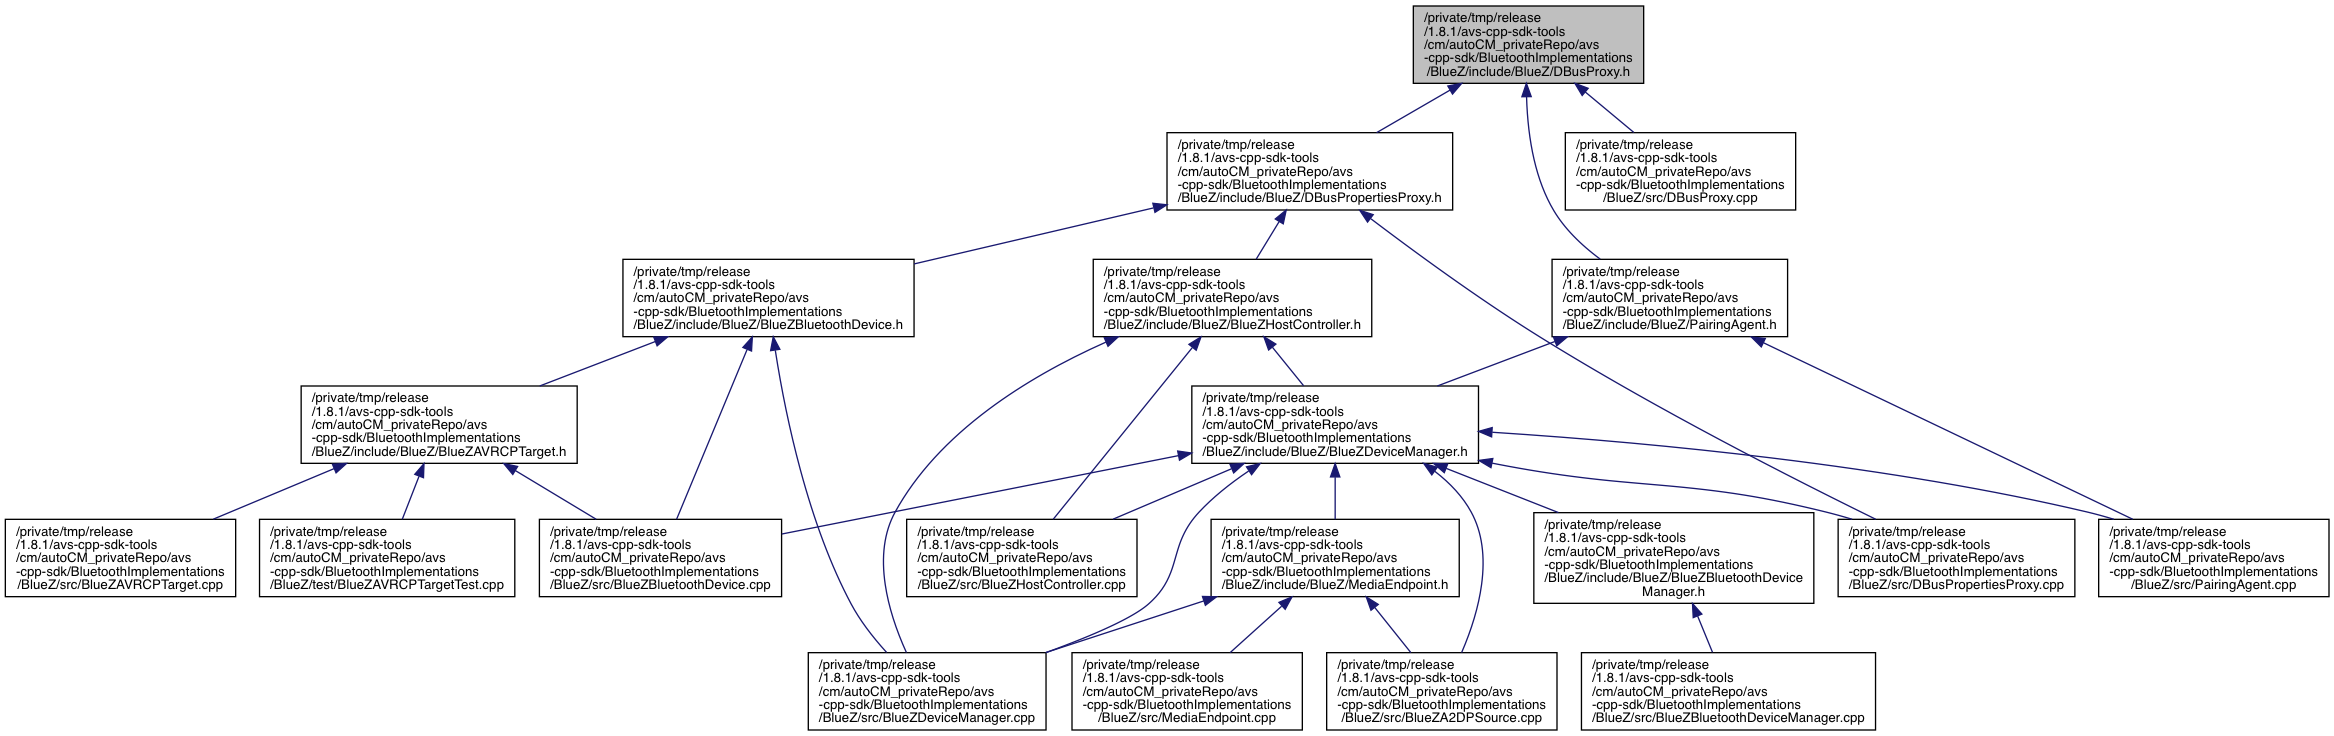 /private/tmp/release
/1.8.1/avs-cpp-sdk-tools
/cm/autoCM_privateRepo/avs
-cpp-sdk/BluetoothImplementations
/BlueZ/include/BlueZ/DBusProxy.h
/private/tmp/release
/1.8.1/avs-cpp-sdk-tools
/cm/autoCM_privateRepo/avs
-cpp-sdk/BluetoothImplementations
/BlueZ/include/BlueZ/DBusPropertiesProxy.h
/private/tmp/release
/1.8.1/avs-cpp-sdk-tools
/cm/autoCM_privateRepo/avs
-cpp-sdk/BluetoothImplementations
/BlueZ/src/DBusProxy.cpp
/private/tmp/release
/1.8.1/avs-cpp-sdk-tools
/cm/autoCM_privateRepo/avs
-cpp-sdk/BluetoothImplementations
/BlueZ/include/BlueZ/BlueZBluetoothDevice.h
/private/tmp/release
/1.8.1/avs-cpp-sdk-tools
/cm/autoCM_privateRepo/avs
-cpp-sdk/BluetoothImplementations
/BlueZ/include/BlueZ/BlueZHostController.h
/private/tmp/release
/1.8.1/avs-cpp-sdk-tools
/cm/autoCM_privateRepo/avs
-cpp-sdk/BluetoothImplementations
/BlueZ/include/BlueZ/PairingAgent.h
/private/tmp/release
/1.8.1/avs-cpp-sdk-tools
/cm/autoCM_privateRepo/avs
-cpp-sdk/BluetoothImplementations
/BlueZ/include/BlueZ/BlueZAVRCPTarget.h
/private/tmp/release
/1.8.1/avs-cpp-sdk-tools
/cm/autoCM_privateRepo/avs
-cpp-sdk/BluetoothImplementations
/BlueZ/include/BlueZ/BlueZDeviceManager.h
/private/tmp/release
/1.8.1/avs-cpp-sdk-tools
/cm/autoCM_privateRepo/avs
-cpp-sdk/BluetoothImplementations
/BlueZ/src/BlueZAVRCPTarget.cpp
/private/tmp/release
/1.8.1/avs-cpp-sdk-tools
/cm/autoCM_privateRepo/avs
-cpp-sdk/BluetoothImplementations
/BlueZ/test/BlueZAVRCPTargetTest.cpp
/private/tmp/release
/1.8.1/avs-cpp-sdk-tools
/cm/autoCM_privateRepo/avs
-cpp-sdk/BluetoothImplementations
/BlueZ/src/BlueZBluetoothDevice.cpp
/private/tmp/release
/1.8.1/avs-cpp-sdk-tools
/cm/autoCM_privateRepo/avs
-cpp-sdk/BluetoothImplementations
/BlueZ/src/BlueZHostController.cpp
/private/tmp/release
/1.8.1/avs-cpp-sdk-tools
/cm/autoCM_privateRepo/avs
-cpp-sdk/BluetoothImplementations
/BlueZ/include/BlueZ/MediaEndpoint.h
/private/tmp/release
/1.8.1/avs-cpp-sdk-tools
/cm/autoCM_privateRepo/avs
-cpp-sdk/BluetoothImplementations
/BlueZ/include/BlueZ/BlueZBluetoothDevice
Manager.h
/private/tmp/release
/1.8.1/avs-cpp-sdk-tools
/cm/autoCM_privateRepo/avs
-cpp-sdk/BluetoothImplementations
/BlueZ/src/DBusPropertiesProxy.cpp
/private/tmp/release
/1.8.1/avs-cpp-sdk-tools
/cm/autoCM_privateRepo/avs
-cpp-sdk/BluetoothImplementations
/BlueZ/src/PairingAgent.cpp
/private/tmp/release
/1.8.1/avs-cpp-sdk-tools
/cm/autoCM_privateRepo/avs
-cpp-sdk/BluetoothImplementations
/BlueZ/src/BlueZDeviceManager.cpp
/private/tmp/release
/1.8.1/avs-cpp-sdk-tools
/cm/autoCM_privateRepo/avs
-cpp-sdk/BluetoothImplementations
/BlueZ/src/MediaEndpoint.cpp
/private/tmp/release
/1.8.1/avs-cpp-sdk-tools
/cm/autoCM_privateRepo/avs
-cpp-sdk/BluetoothImplementations
/BlueZ/src/BlueZA2DPSource.cpp
/private/tmp/release
/1.8.1/avs-cpp-sdk-tools
/cm/autoCM_privateRepo/avs
-cpp-sdk/BluetoothImplementations
/BlueZ/src/BlueZBluetoothDeviceManager.cpp